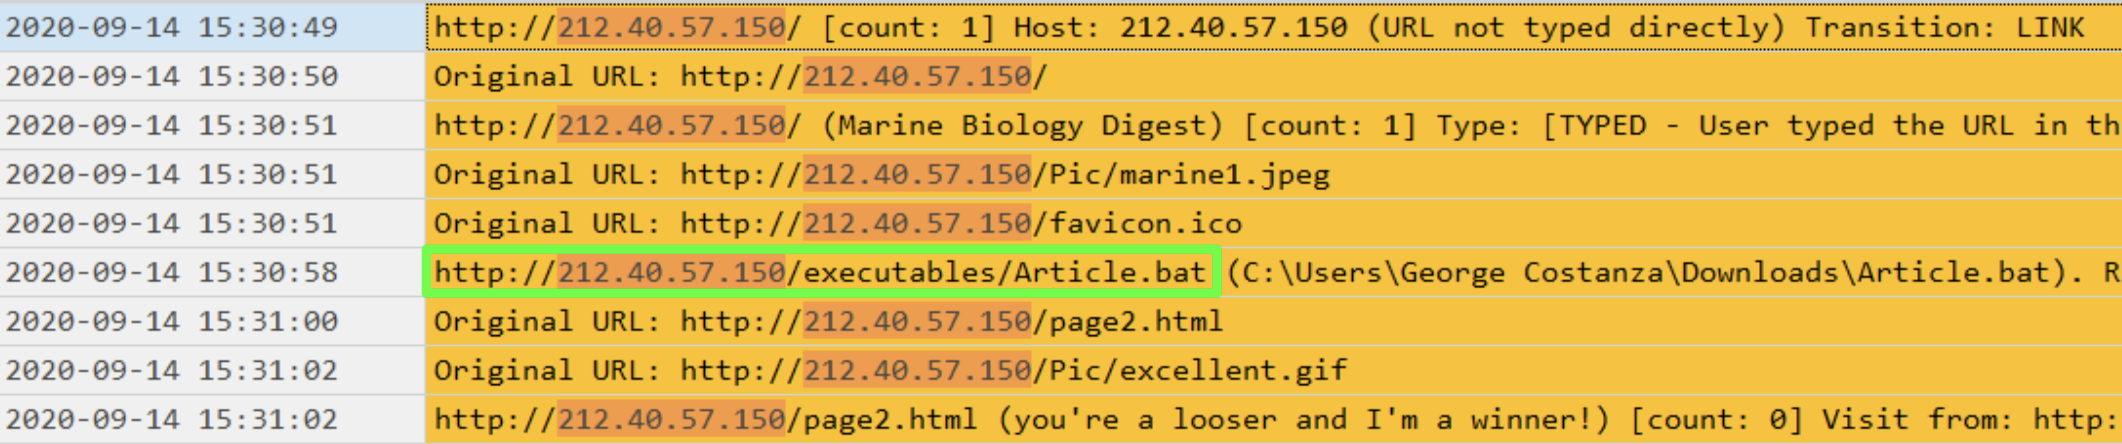 2020-09-14 15:30:49 http://212.40.57.150/ [count: 1] Host: 212.40.57.150 (URL not typed directly) Transition: LINK
2020-09-14 15:30:50 Original URL: http://212.40.57.150/
2020-09-14 15:30:51 http://212.40.57.150/ (Marine Biology Digest) [count: 1] Type: [TYPED - User typed the URL in th
2020-09-14 15:30:51 Original URL: http://212.40.57.150/Pic/marine1.jpeg
2020-09-14 15:30:51 Original URL: http://212.40.57.150/favicon.ico
2020-09-14 15:30:58 http://212.40.57.150/executables/Article.bat (C:\Users\George Costanza\Downloads\Article.bat). R
2020-09-14 15:31:00 Original URL: http://212.40.57.150/page2.html
2020-09-14 15:31:02 Original URL: http://212.40.57.150/Pic/excellent.gif
2020-09-14 15:31:02 http://212.40.57.150/page2.html (you're a looser and I'm a winner!) [count: 0] Visit from: http: